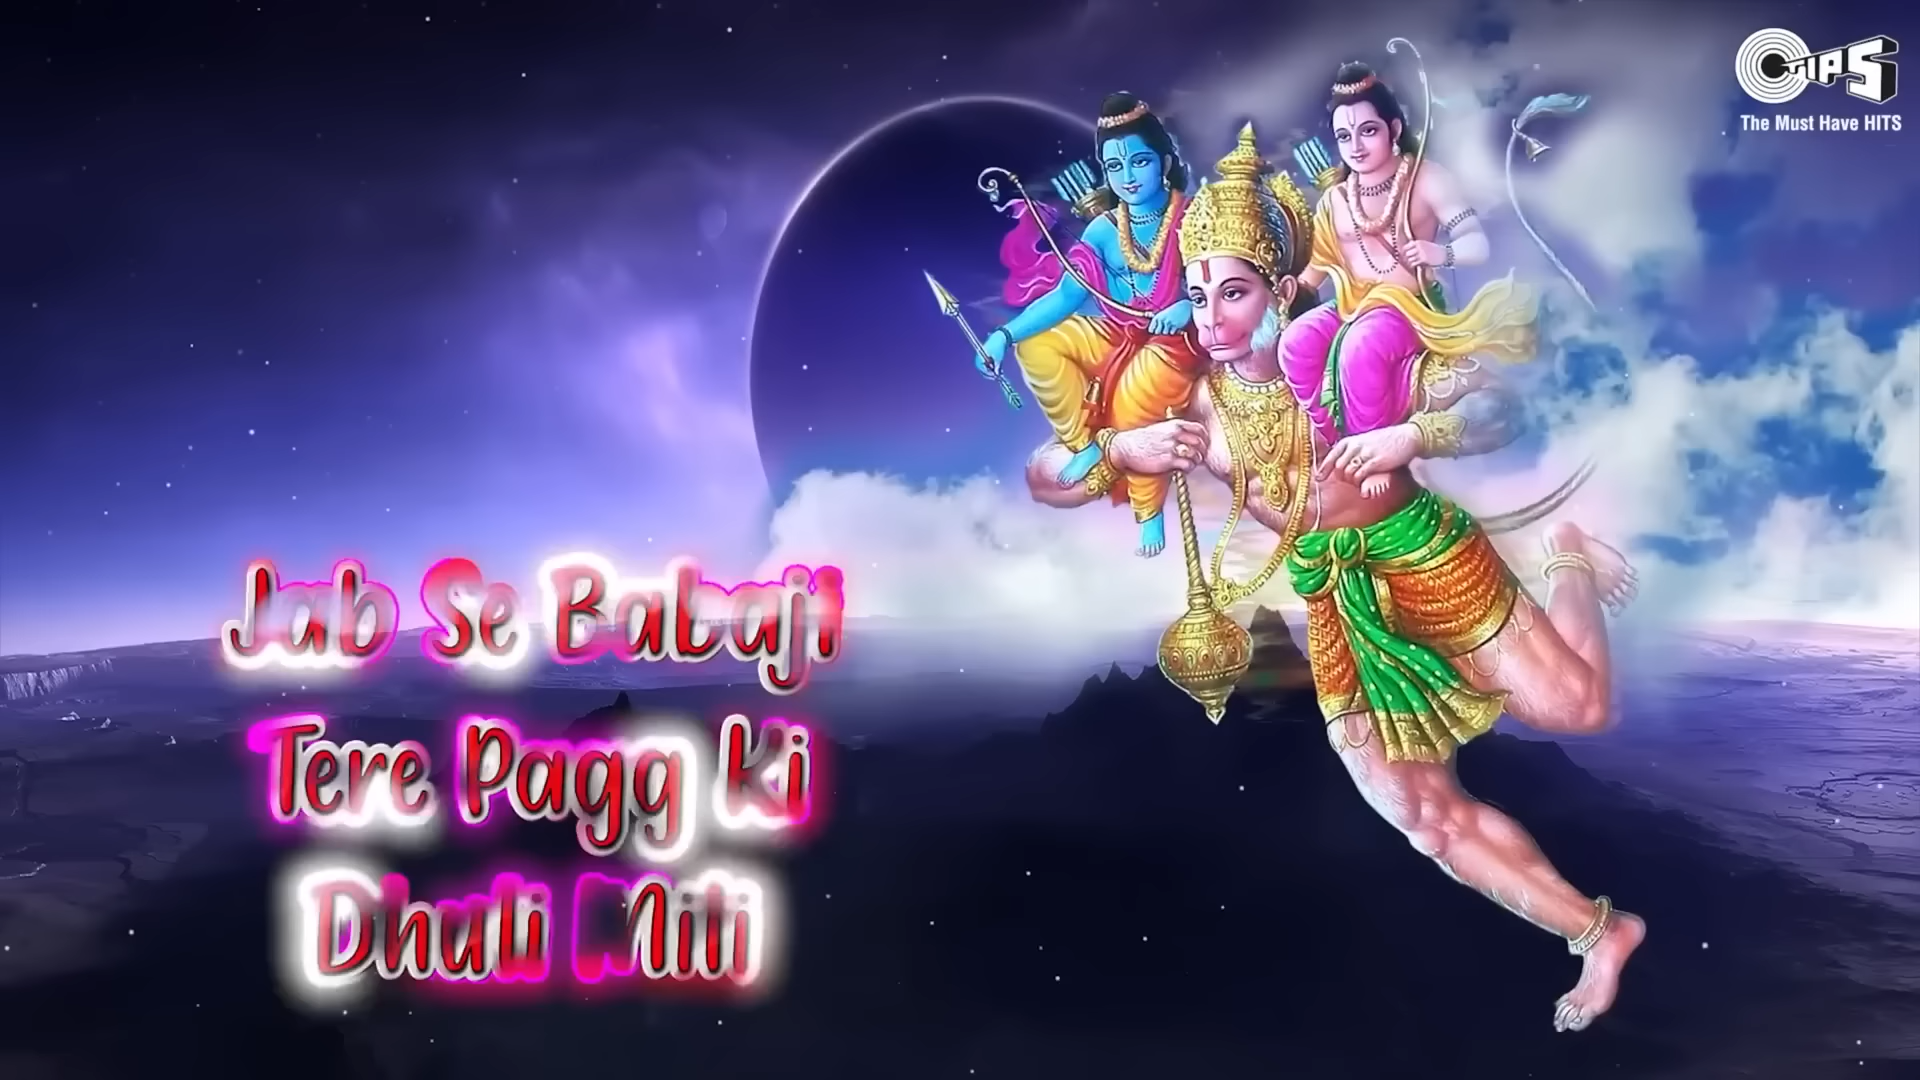 TIPS
The Must Have HITS
Jab Se Babaji
Tere Pagg Ki
Dhuli Mili